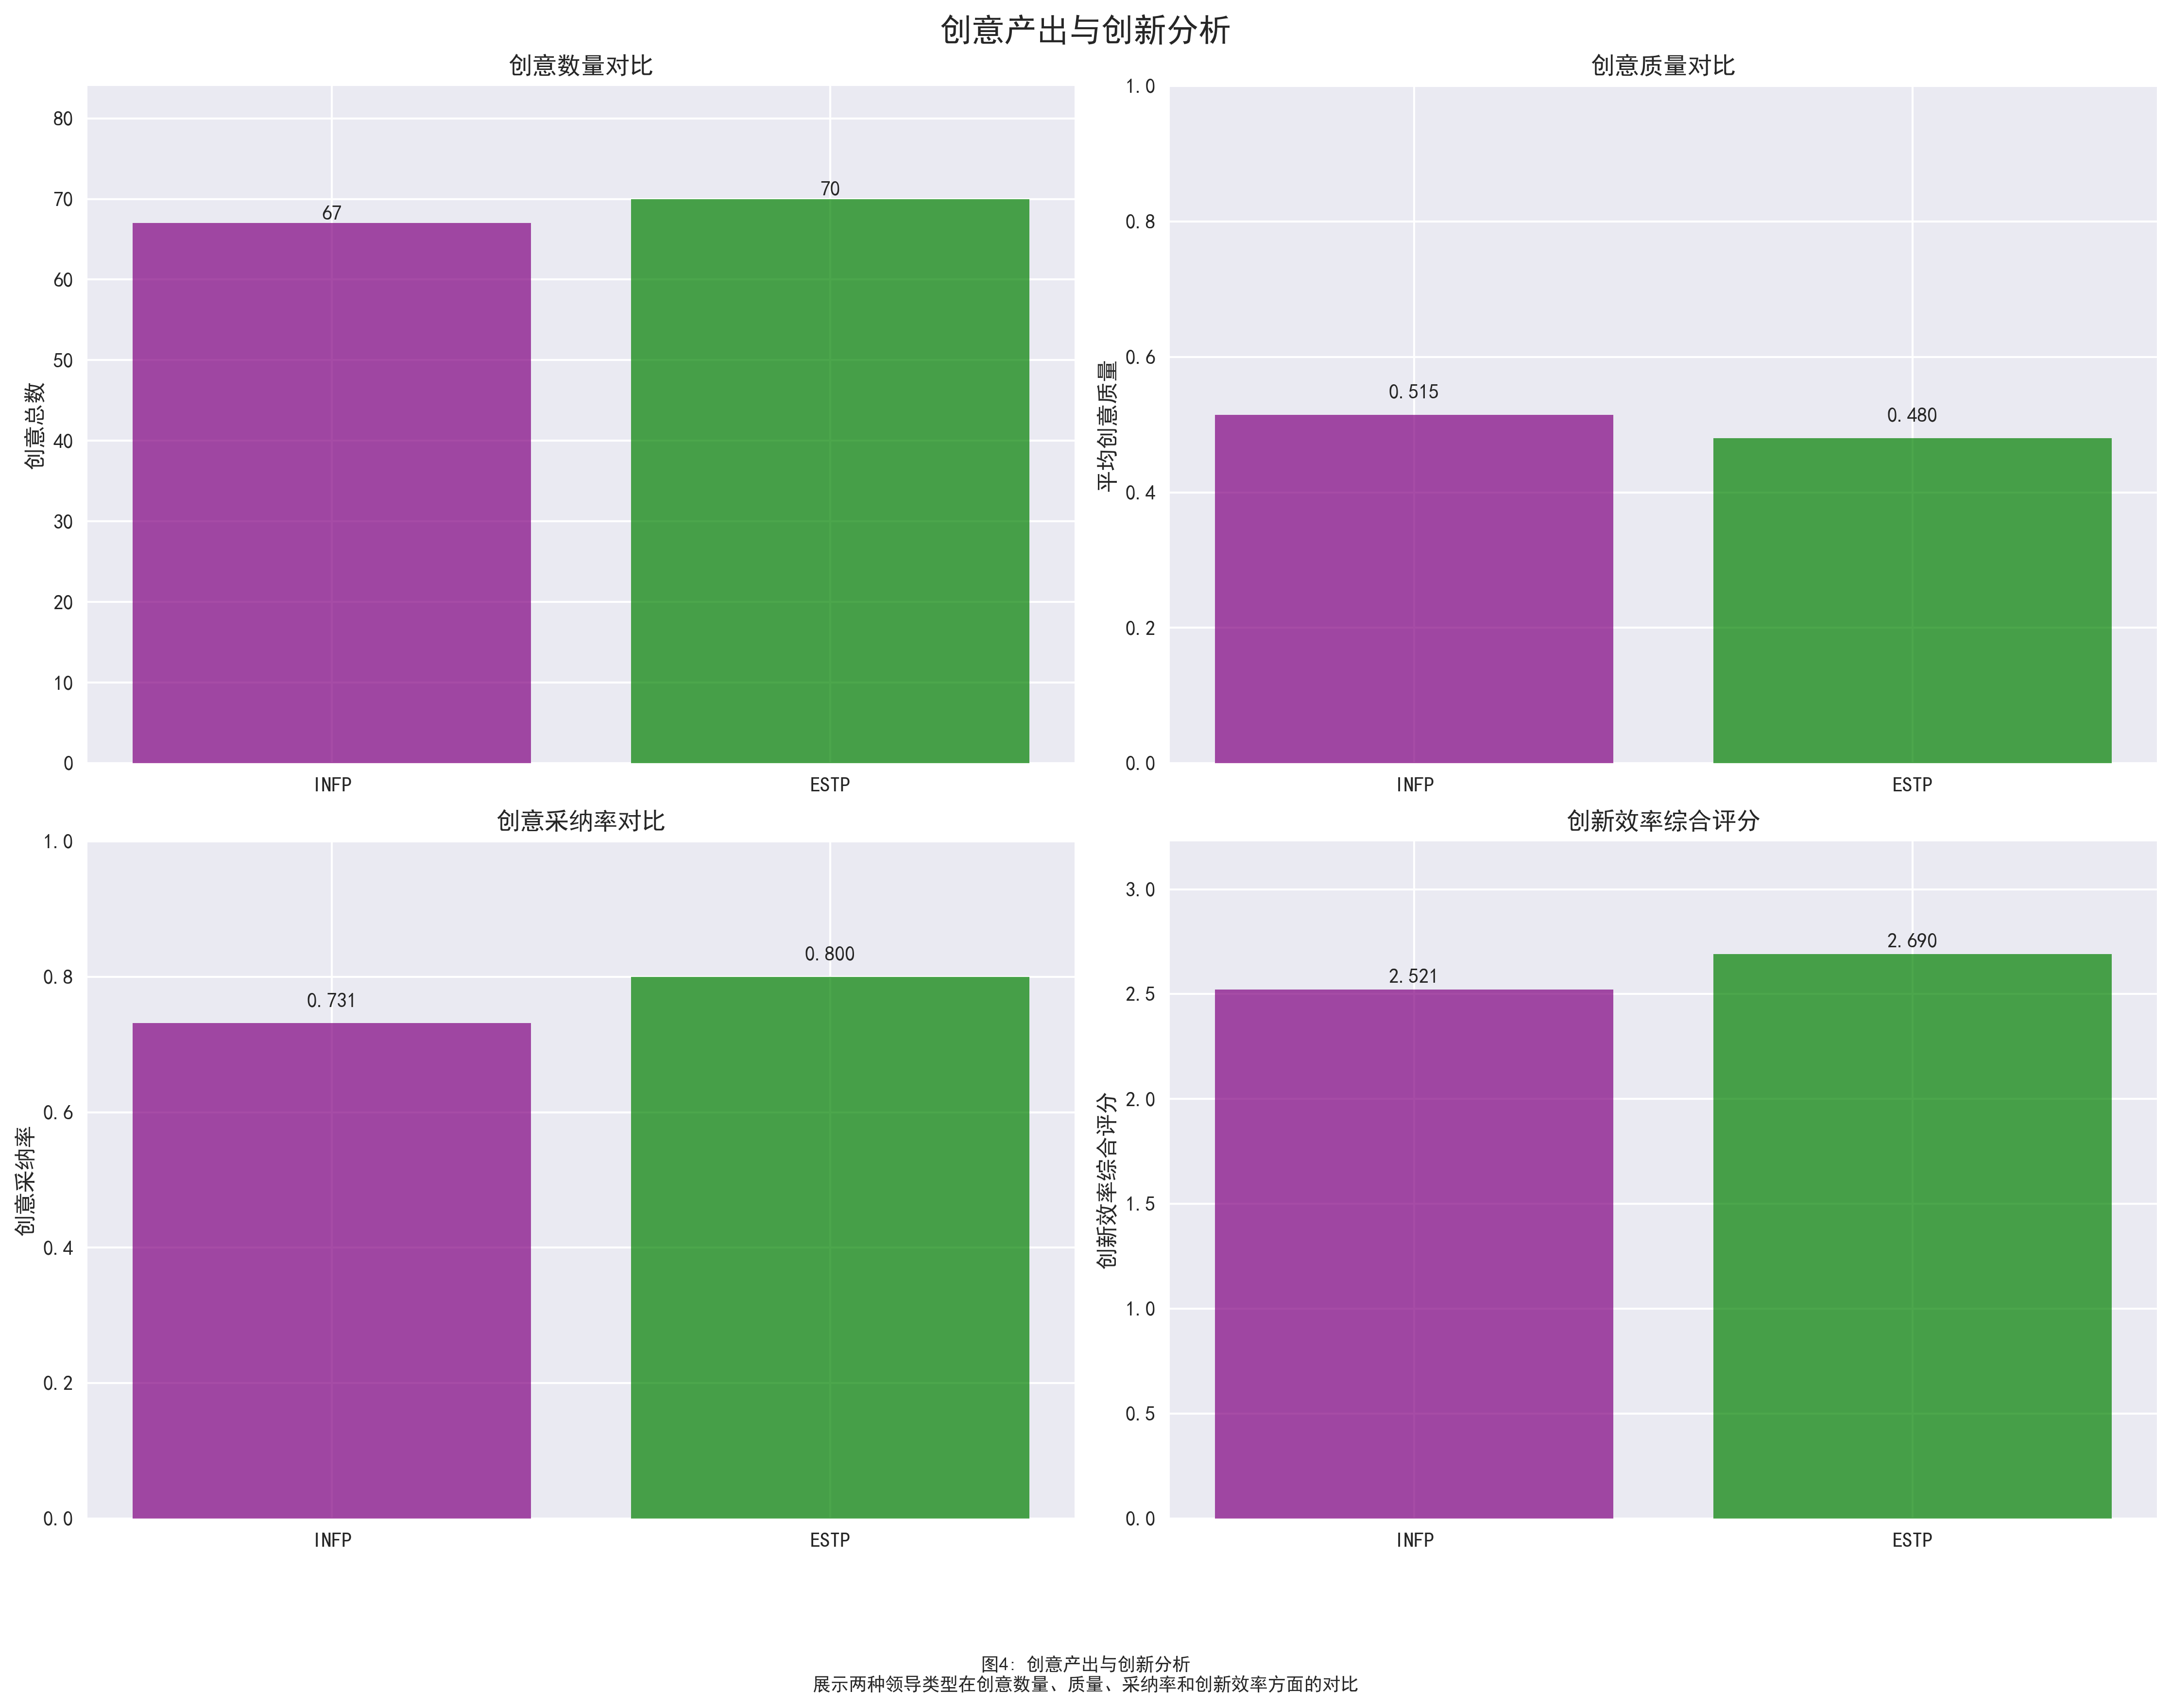 创意产出与创新分析
创意数量对比
创意总数
80
70
60
50
40
30
20
10
0
67
70
INFP
ESTP
创意质量对比
平均创意质量
1.0
0.8
0.6
0.4
0.2
0.0
0.515
0.480
INFP
ESTP
创意采纳率对比
创意采纳率
1.0
0.8
0.6
0.4
0.2
0.0
0.731
0.800
INFP
ESTP
创新效率综合评分
创新效率综合评分
3.0
2.5
2.0
1.5
1.0
0.5
0.0
2.521
2.690
INFP
ESTP
图4: 创意产出与创新分析
展示两种领导类型在创意数量、质量、采纳率和创新效率方面的对比